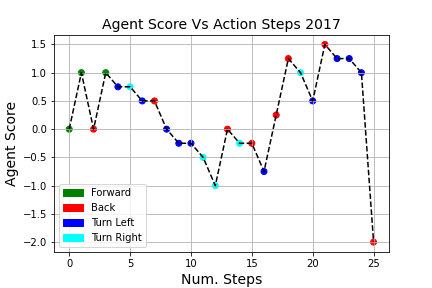 Agent Score Vs Action Steps 2017
Agent Score
1.5
1.0
0.5
0.0
−0.5
−1.0
−1.5
−2.0
Forward
Back
Turn Left
Turn Right
0 5 10 15 20 25
Num. Steps